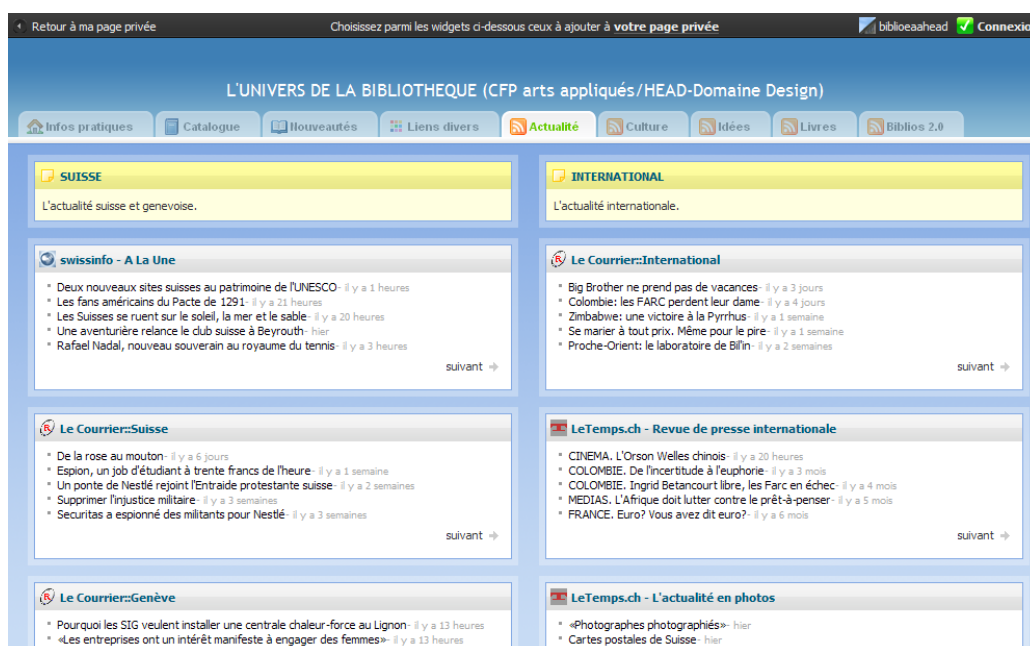 Retour à ma page privée
Choisissez parmi les widgets ci-dessous ceux à ajouter à votre page privée
biblioeaahead
Connexio
L'UNIVERS DE LA BIBLIOTHEQUE (CFP arts appliqués/HEAD-Domaine Design)
Infos pratiques
Catalogue
Nouveautés
Liens divers
Actualité
Culture
Idées
Livres
Biblios 2.0
SUISSE
L'actualité suisse et genevoise.
swissinfo - A La Une
Deux nouveaux sites suisses au patrimoine de l'UNESCO- il y a 1 heures
Les fans américains du Pacte de 1291- il y a 21 heures
Les Suisses se ruent sur le soleil, la mer et le sable- il y a 20 heures
Une aventurière relance le club suisse à Beyrouth- hier
Rafael Nadal, nouveau souverain au royaume du tennis- il y a 3 heures
suivant
Le Courrier::Suisse
De la rose au mouton- il y a 6 jours
Espion, un job d'étudiant à trente francs de l'heure- il y a 1 semaine
Un ponte de Nestlé rejoint l'Entraide protestante suisse- il y a 2 semaines
Supprimer l'injustice militaire- il y a 3 semaines
Securitas a espionné des militants pour Nestlé- il y a 3 semaines
suivant
Le Courrier::Genève
Pourquoi les SIG veulent installer une centrale chaleur-force au Lignon- il y a 13 heures
«Les entreprises ont un intérêt manifeste à engager des femmes»- il y a 13 heures
INTERNATIONAL
L'actualité internationale.
Le Courrier::International
Big Brother ne prend pas de vacances- il y a 3 jours
Colombie: les FARC perdent leur dame- il y a 4 jours
Zimbabwe: une victoire à la Pyrrhus- il y a 1 semaine
Se marier à tout prix. Même pour le pire- il y a 1 semaine
Proche-Orient: le laboratoire de Bil'in- il y a 2 semaines
suivant
LeTemps.ch - Revue de presse internationale
CINEMA. L'Orson Welles chinois- il y a 20 heures
COLOMBIE. De l'incertitude à l'euphorie- il y a 3 mois
COLOMBIE. Ingrid Betancourt libre, les Farc en échec- il y a 4 mois
MEDIAS. L'Afrique doit lutter contre le prêt-à-penser- il y a 5 mois
FRANCE. Euro? Vous avez dit euro?- il y a 6 mois
suivant
LeTemps.ch - L'actualité en photos
«Photographes photographiés»- hier
Cartes postales de Suisse- hier